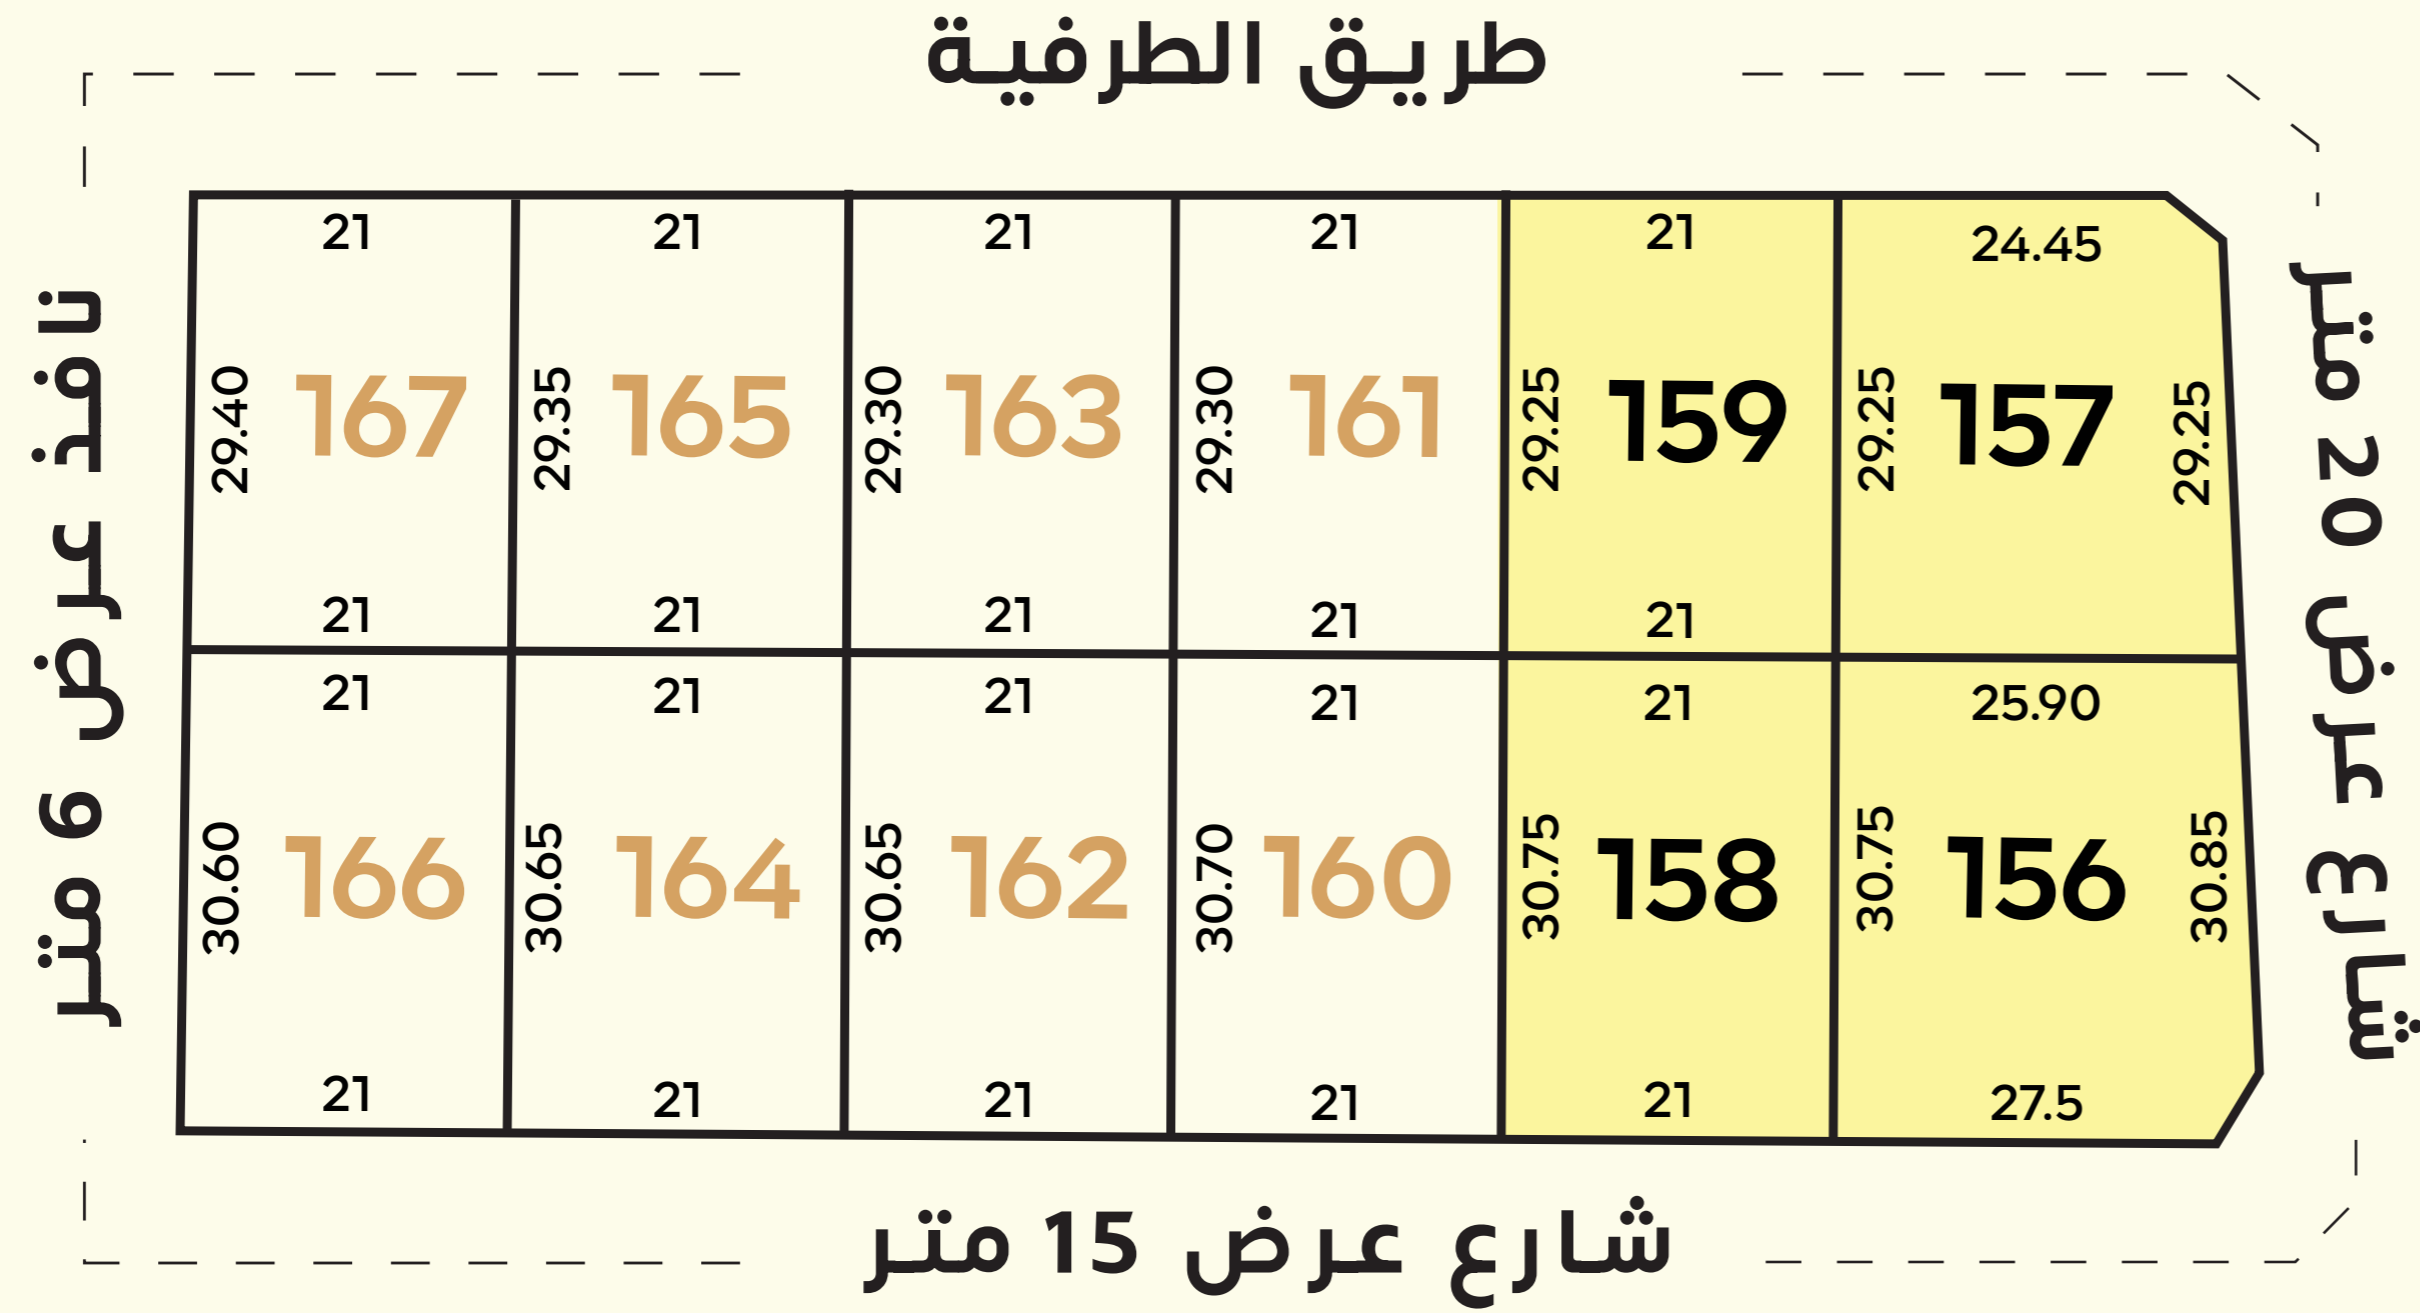 طريق الطرفية
نافذ عرض 6 متر
شارع عرض 20 متر
21 21 21 21 21 24.45
29.40 167 29.35 165 29.30 163 29.30 161 29.25 159 29.25 157 29.25
21 21 21 21 21
21 21 21 21 21 25.90
30.60 166 30.65 164 30.65 162 30.70 160 30.75 158 30.75 156 30.85
21 21 21 21 21 27.5
شارع عرض 15 متر